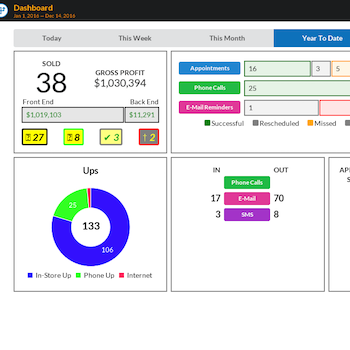 Dashboard
Jan 1, 2016 — Dec 14, 2016
Today This Week This Month Year To Date
SOLD
38
GROSS PROFIT
$1,030,394
Front End Back End
$1,019,103 $11,291
27 8 ✓ 3 ↑ 2
Appointments 16 3 5
Phone Calls 25
E-Mail Reminders 1
Successful Rescheduled Missed
Ups
25
133
106
In-Store Up Phone Up Internet
IN OUT
Phone Calls
17 E-Mail 70
3 SMS 8
S